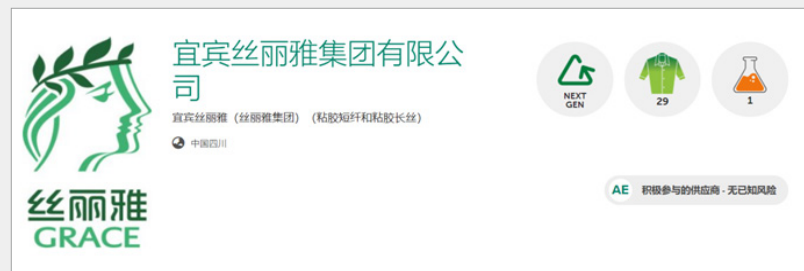 宜宾丝丽雅集团有限公
司
宜宾丝丽雅（丝丽雅集团）（粘胶短纤和粘胶长丝）
中国四川
丝丽雅
GRACE
NEXT
GEN
29
1
AE 积极参与的供应商 - 无已知风险